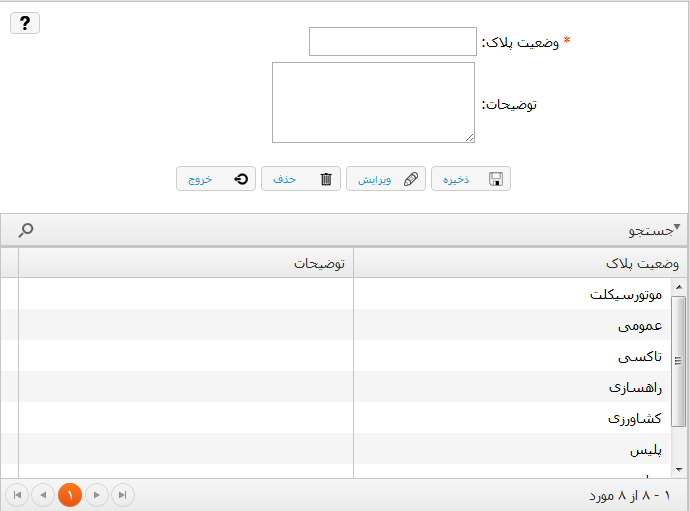 ?
* وضعیت پلاک:
توضیحات:
ذخیره ویرایش حذف خروج
جستجو
وضعیت پلاک توضیحات
موتورسیکلت
عمومی
تاکسی
راهسازی
کشاورزی
پلیس
۱ - ۸ از ۸ مورد ۱